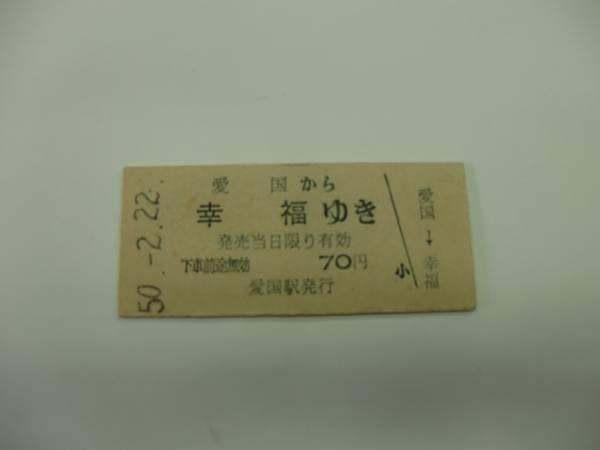 50.-2.22.
愛国から
幸福ゆき
発売当日限り有効
下車前途無効 70円
愛国駅発行
小
愛国→幸福